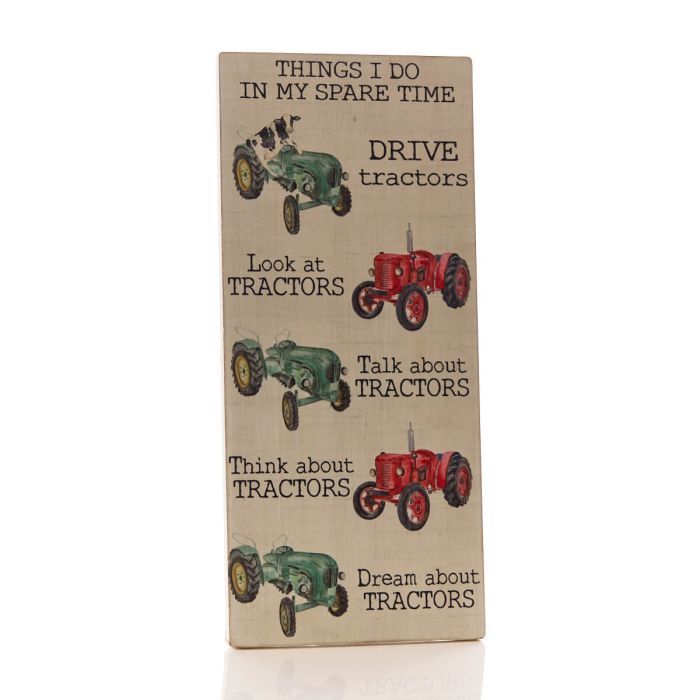 THINGS I DO
IN MY SPARE TIME
DRIVE
tractors
Look at
TRACTORS
Talk about
TRACTORS
Think about
TRACTORS
Dream about
TRACTORS